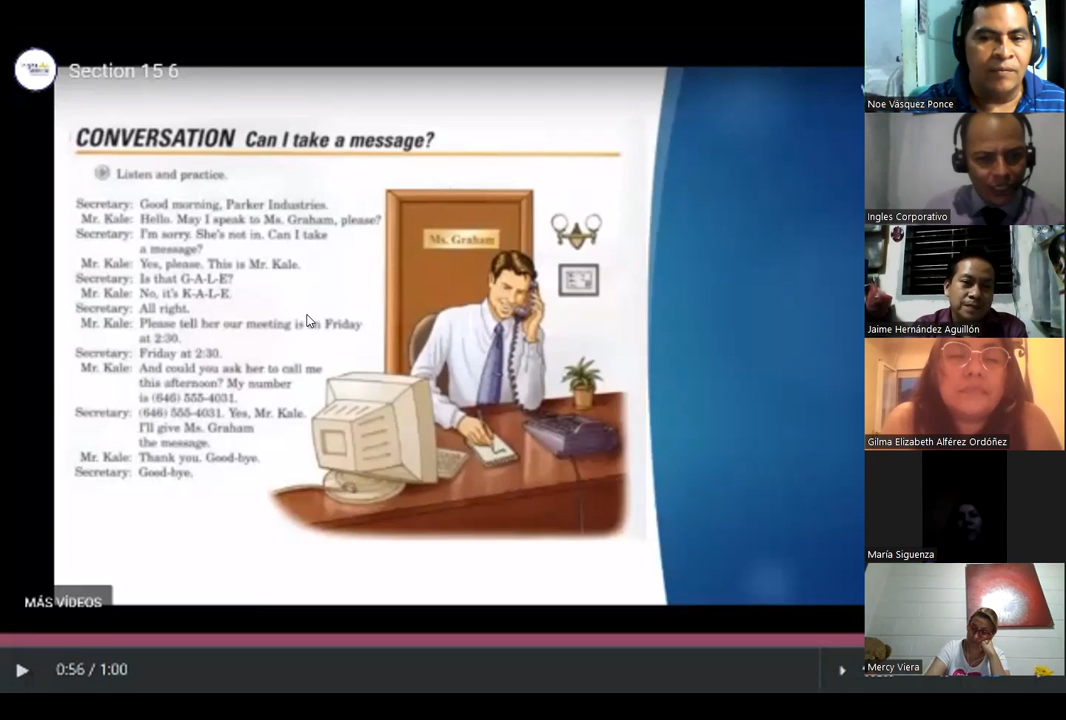 Section 15 6
CONVERSATION Can I take a message?
Listen and practice.
Secretary: Good morning, Parker Industries.
Mr. Kale: Hello. May I speak to Ms. Graham, please?
Secretary: I'm sorry. She's not in. Can I take
a message?
Mr. Kale: Yes, please. This is Mr. Kale.
Secretary: Is that G-A-L-E?
Mr. Kale: No, it's K-A-L-E.
Secretary: All right.
Mr. Kale: Please tell her our meeting is on Friday
at 2:30.
Secretary: Friday at 2:30.
Mr. Kale: And could you ask her to call me
this afternoon? My number
is (646) 555-4031.
Secretary: (646) 555-4031. Yes, Mr. Kale.
I'll give Ms. Graham
the message.
Mr. Kale: Thank you. Good-bye.
Secretary: Good-bye.
Ms. Graham
MÁS VÍDEOS
0:56 / 1:00
Noe Vásquez Ponce
Ingles Corporativo
Jaime Hernández Aguillón
Gilma Elizabeth Alférez Ordóñez
María Siguenza
Mercy Viera